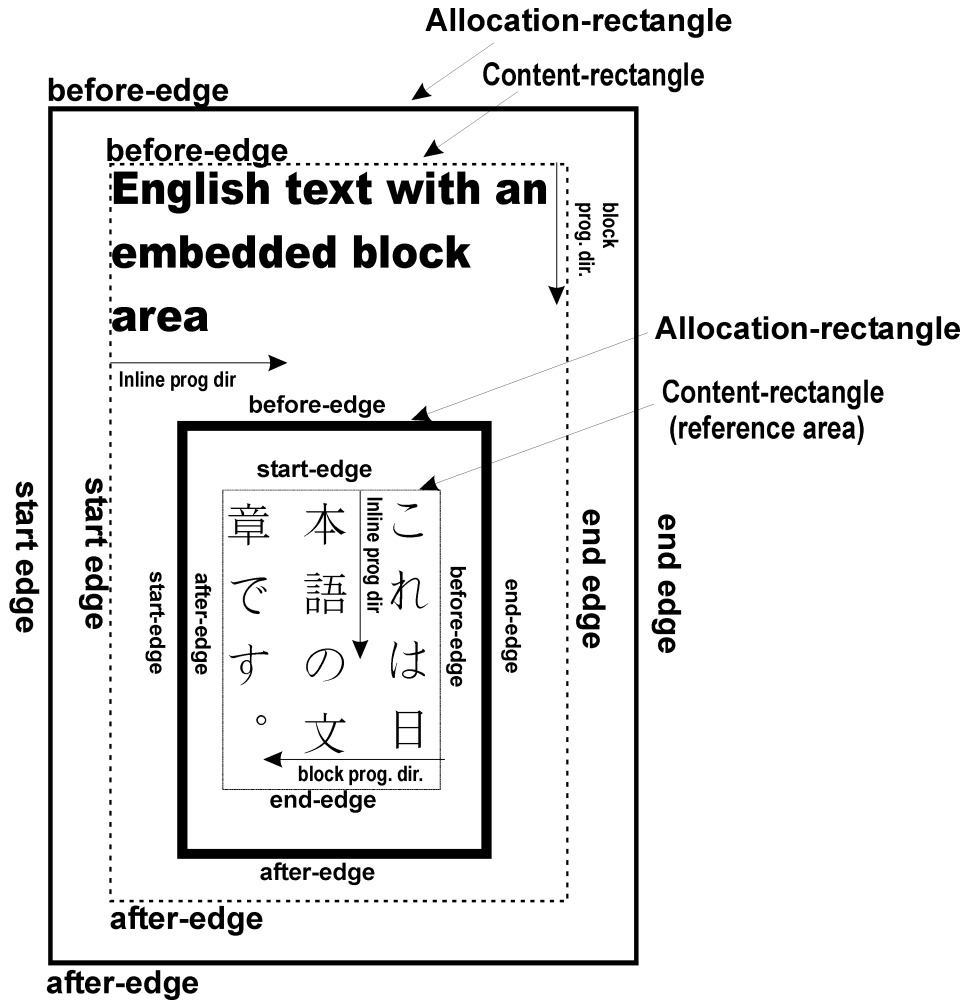 Allocation-rectangle
Content-rectangle
before-edge
before-edge
English text with an
embedded block
area
block
prog. dir.
Inline prog dir
Allocation-rectangle
Content-rectangle
(reference area)
before-edge
start-edge
start edge
start edge
start-edge
after-edge
これは日
本語の文
章です。
Inline prog dir
before-edge
end-edge
end edge
end edge
block prog. dir.
end-edge
after-edge
after-edge
after-edge